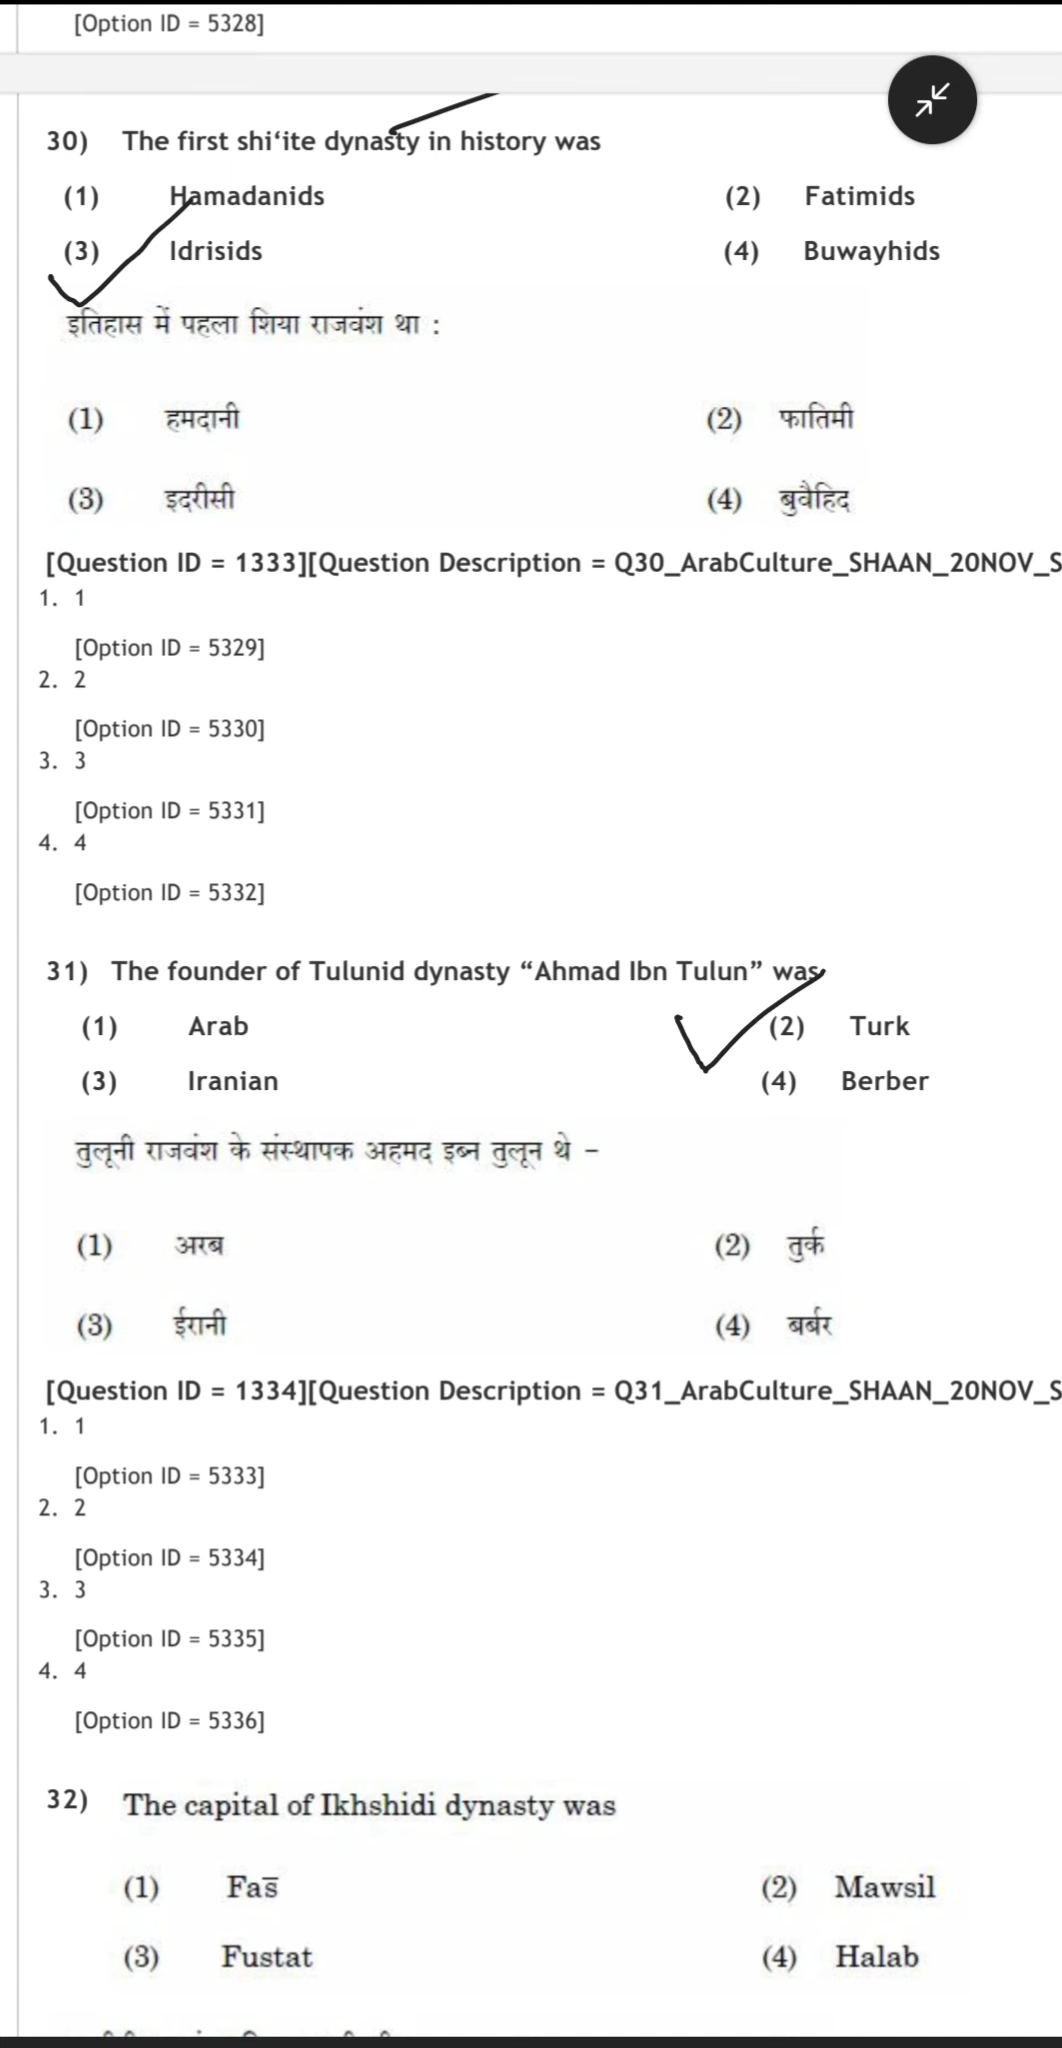 [Option ID = 5328]
30) The first shi‘ite dynasty in history was
(1) Hamadanids (2) Fatimids
(3) Idrisids (4) Buwayhids
इतिहास में पहला शिया राजवंश था :
(1) हमदानी (2) फातिमी
(3) इदरीसी (4) बुवैहिद
[Question ID = 1333][Question Description = Q30_ArabCulture_SHAAN_20NOV_S
1. 1
[Option ID = 5329]
2. 2
[Option ID = 5330]
3. 3
[Option ID = 5331]
4. 4
[Option ID = 5332]
31) The founder of Tulunid dynasty “Ahmad Ibn Tulun” was
(1) Arab (2) Turk
(3) Iranian (4) Berber
तुलूनी राजवंश के संस्थापक अहमद इब्न तुलून थे –
(1) अरब (2) तुर्क
(3) ईरानी (4) बर्बर
[Question ID = 1334][Question Description = Q31_ArabCulture_SHAAN_20NOV_S
1. 1
[Option ID = 5333]
2. 2
[Option ID = 5334]
3. 3
[Option ID = 5335]
4. 4
[Option ID = 5336]
32) The capital of Ikhshidi dynasty was
(1) Fas̅ (2) Mawsil
(3) Fustat (4) Halab